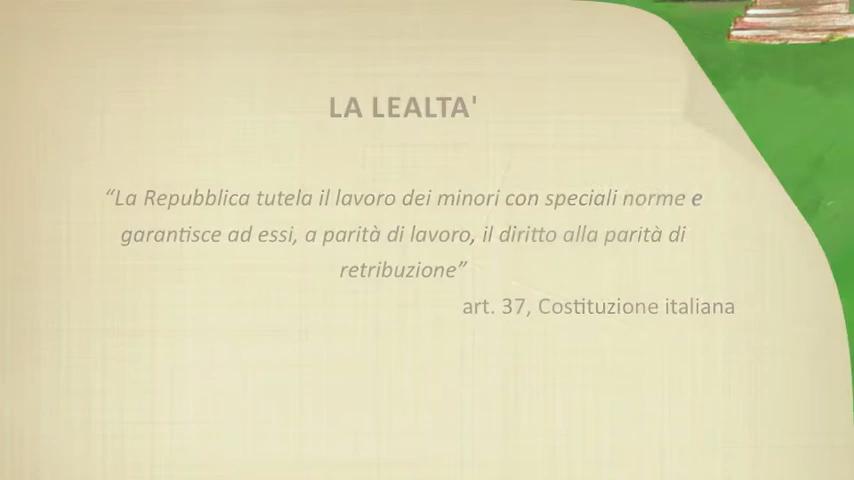 LA LEALTA'
“La Repubblica tutela il lavoro dei minori con speciali norme e
garantisce ad essi, a parità di lavoro, il diritto alla parità di
retribuzione”
art. 37, Costituzione italiana